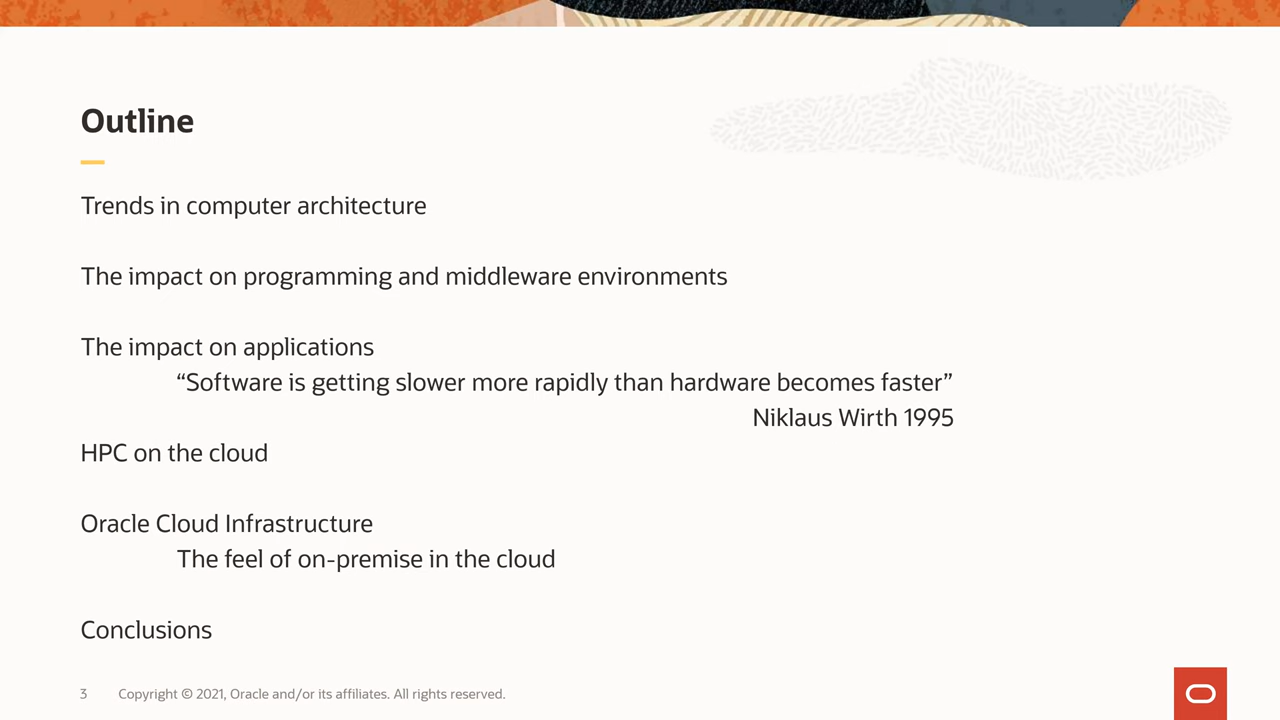 Outline
Trends in computer architecture
The impact on programming and middleware environments
The impact on applications
“Software is getting slower more rapidly than hardware becomes faster”
Niklaus Wirth 1995
HPC on the cloud
Oracle Cloud Infrastructure
The feel of on-premise in the cloud
Conclusions
3 Copyright © 2021, Oracle and/or its affiliates. All rights reserved.